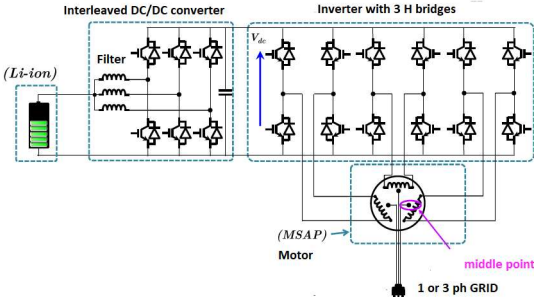 Interleaved DC/DC converter
Inverter with 3 H bridges
Filter
V_dc
(Li-ion)
(MSAP)
Motor
middle point
1 or 3 ph GRID